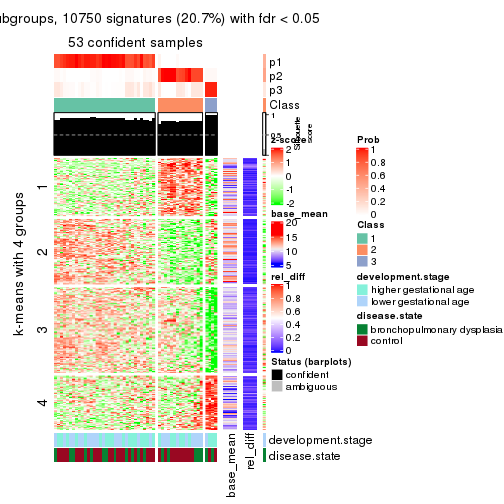 ubgroups, 10750 signatures (20.7%) with fdr < 0.05
53 confident samples
p1
p2
p3
Class
1
0.5
Silhouette
score
k-means with 4 groups
1
2
3
4
z-score
2
1
0
-1
-2
base_mean
20
15
10
5
rel_diff
1
0.8
0.6
0.4
0.2
0
Status (barplots)
confident
ambiguous
Prob
1
0.8
0.6
0.4
0.2
0
Class
1
2
3
development.stage
higher gestational age
lower gestational age
disease.state
bronchopulmonary dysplasia
control
development.stage
disease.state
base_mean
rel_diff